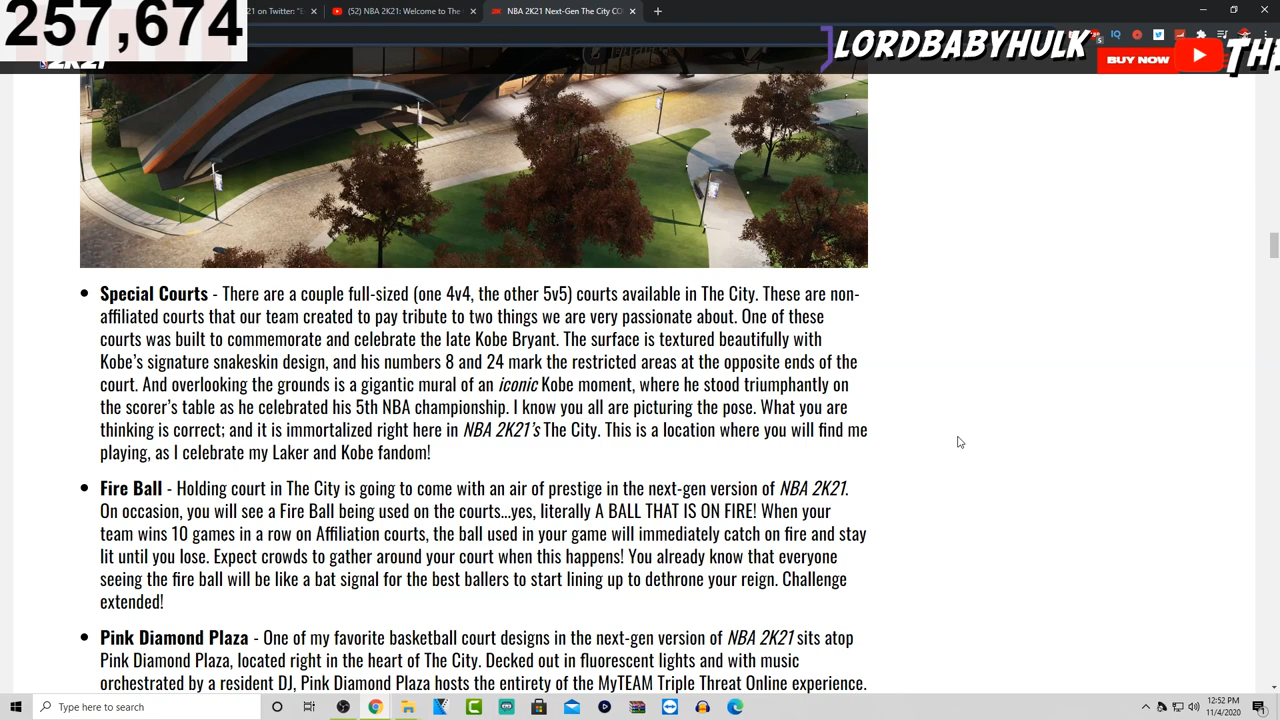 257,674
21 on Twitter: "E
(52) NBA 2K21: Welcome to The
NBA 2K21 Next-Gen The City CO
LORDBABYHULK
BUY NOW
THI
2K21
Special Courts - There are a couple full-sized (one 4v4, the other 5v5) courts available in The City. These are non-
affiliated courts that our team created to pay tribute to two things we are very passionate about. One of these
courts was built to commemorate and celebrate the late Kobe Bryant. The surface is textured beautifully with
Kobe's signature snakeskin design, and his numbers 8 and 24 mark the restricted areas at the opposite ends of the
court. And overlooking the grounds is a gigantic mural of an iconic Kobe moment, where he stood triumphantly on
the scorer's table as he celebrated his 5th NBA championship. I know you all are picturing the pose. What you are
thinking is correct; and it is immortalized right here in NBA 2K21's The City. This is a location where you will find me
playing, as I celebrate my Laker and Kobe fandom!
Fire Ball - Holding court in The City is going to come with an air of prestige in the next-gen version of NBA 2K21.
On occasion, you will see a Fire Ball being used on the courts...yes, literally A BALL THAT IS ON FIRE! When your
team wins 10 games in a row on Affiliation courts, the ball used in your game will immediately catch on fire and stay
lit until you lose. Expect crowds to gather around your court when this happens! You already know that everyone
seeing the fire ball will be like a bat signal for the best ballers to start lining up to dethrone your reign. Challenge
extended!
Pink Diamond Plaza - One of my favorite basketball court designs in the next-gen version of NBA 2K21 sits atop
Pink Diamond Plaza, located right in the heart of The City. Decked out in fluorescent lights and with music
orchestrated by a resident DJ, Pink Diamond Plaza hosts the entirety of the MyTEAM Triple Threat Online experience.
Type here to search
12:52 PM
11/4/2020